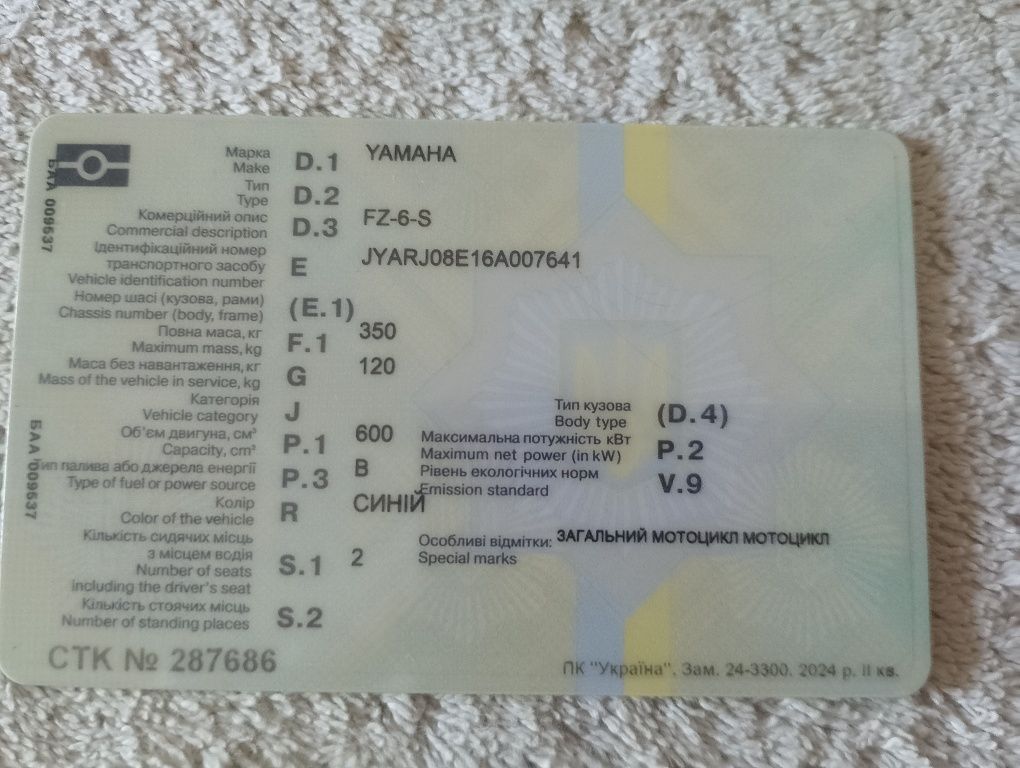 БАА 009637
Марка
Make D.1 YAMAHA
Тип
Type D.2
Комерційний опис
Commercial description D.3 FZ-6-S
Ідентифікаційний номер
транспортного засобу
Vehicle identification number E JYARJ08E16A007641
Номер шасі (кузова, рами)
Chassis number (body, frame) (E.1)
Повна маса, кг
Maximum mass, kg F.1 350
Маса без навантаження, кг
Mass of the vehicle in service, kg G 120
Категорія
Vehicle category J
Об'єм двигуна, см³
Capacity, cm³ P.1 600
Тип палива або джерела енергії
Type of fuel or power source P.3 B
Колір
Color of the vehicle R СИНІЙ
Кількість сидячих місць
з місцем водія
Number of seats
including the driver's seat S.1 2
Кількість стоячих місць
Number of standing places S.2
БАА 009637
Тип кузова
Body type (D.4)
Максимальна потужність кВт
Maximum net power (in kW) P.2
Рівень екологічних норм
Emission standard V.9
Особливі відмітки: ЗАГАЛЬНИЙ МОТОЦИКЛ МОТОЦИКЛ
Special marks
СТК № 287686
ПК "Україна". Зам. 24-3300. 2024 р. II кв.